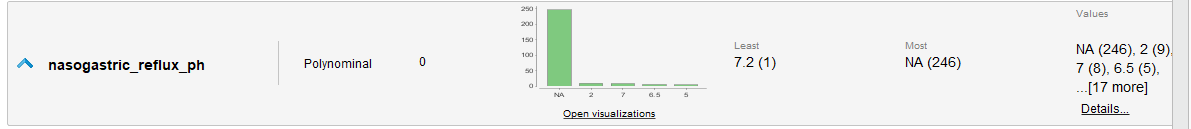 nasogastric_reflux_ph
Polynominal
0
250
200
150
100
50
0
NA 2 7 6.5 5
Open visualizations
Least
7.2 (1)
Most
NA (246)
Values
NA (246), 2 (9),
7 (8), 6.5 (5),
...[17 more]
Details...